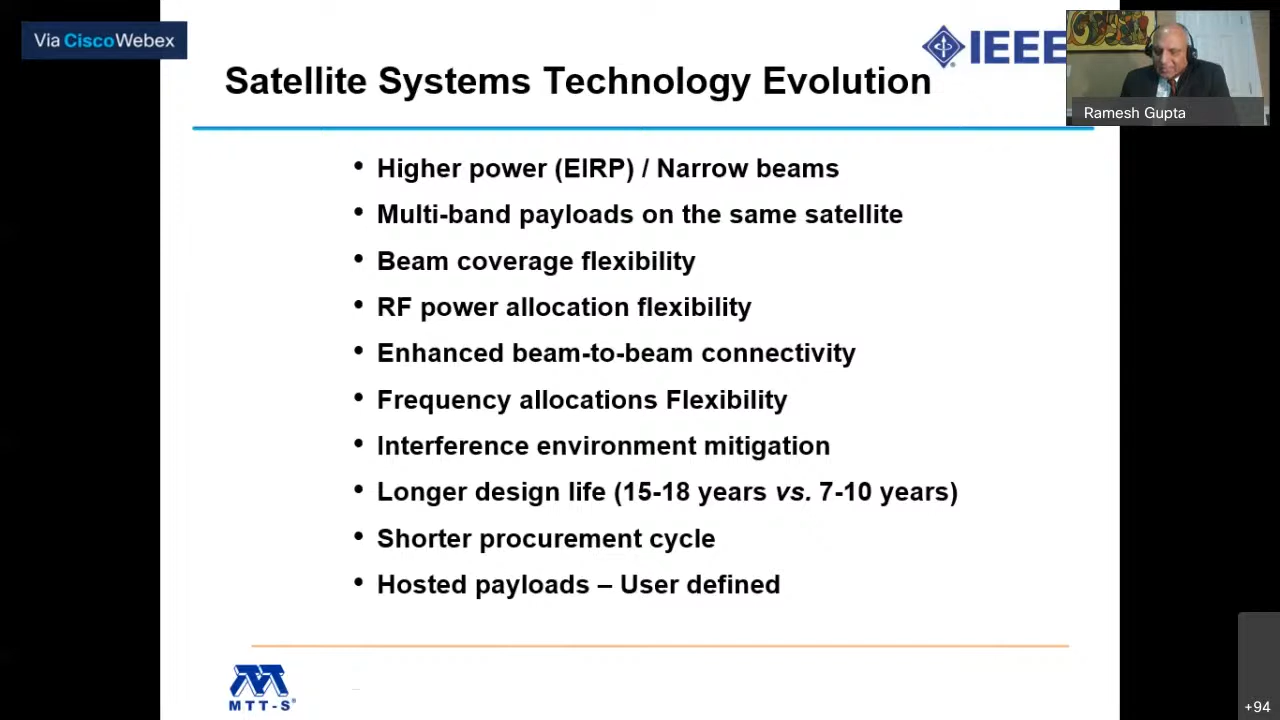 Via CiscoWebex
IEEE
Satellite Systems Technology Evolution
Ramesh Gupta
• Higher power (EIRP) / Narrow beams
• Multi-band payloads on the same satellite
• Beam coverage flexibility
• RF power allocation flexibility
• Enhanced beam-to-beam connectivity
• Frequency allocations Flexibility
• Interference environment mitigation
• Longer design life (15-18 years vs. 7-10 years)
• Shorter procurement cycle
• Hosted payloads – User defined
MTT-S®
+94